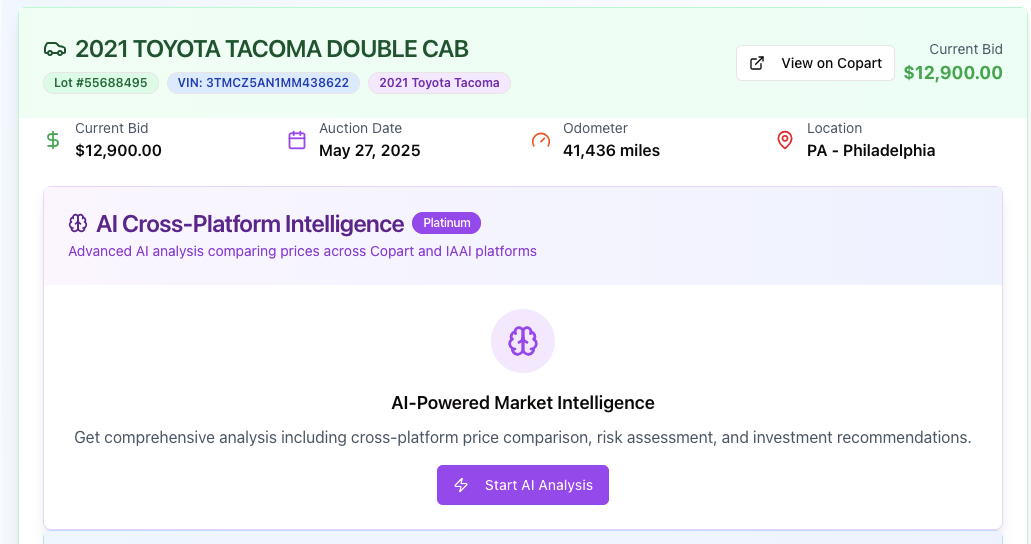 2021 TOYOTA TACOMA DOUBLE CAB
Lot #55688495 VIN: 3TMCZ5AN1MM438622 2021 Toyota Tacoma
View on Copart
Current Bid
$12,900.00
Current Bid
$12,900.00
Auction Date
May 27, 2025
Odometer
41,436 miles
Location
PA - Philadelphia
AI Cross-Platform Intelligence Platinum
Advanced AI analysis comparing prices across Copart and IAAI platforms
AI-Powered Market Intelligence
Get comprehensive analysis including cross-platform price comparison, risk assessment, and investment recommendations.
Start AI Analysis